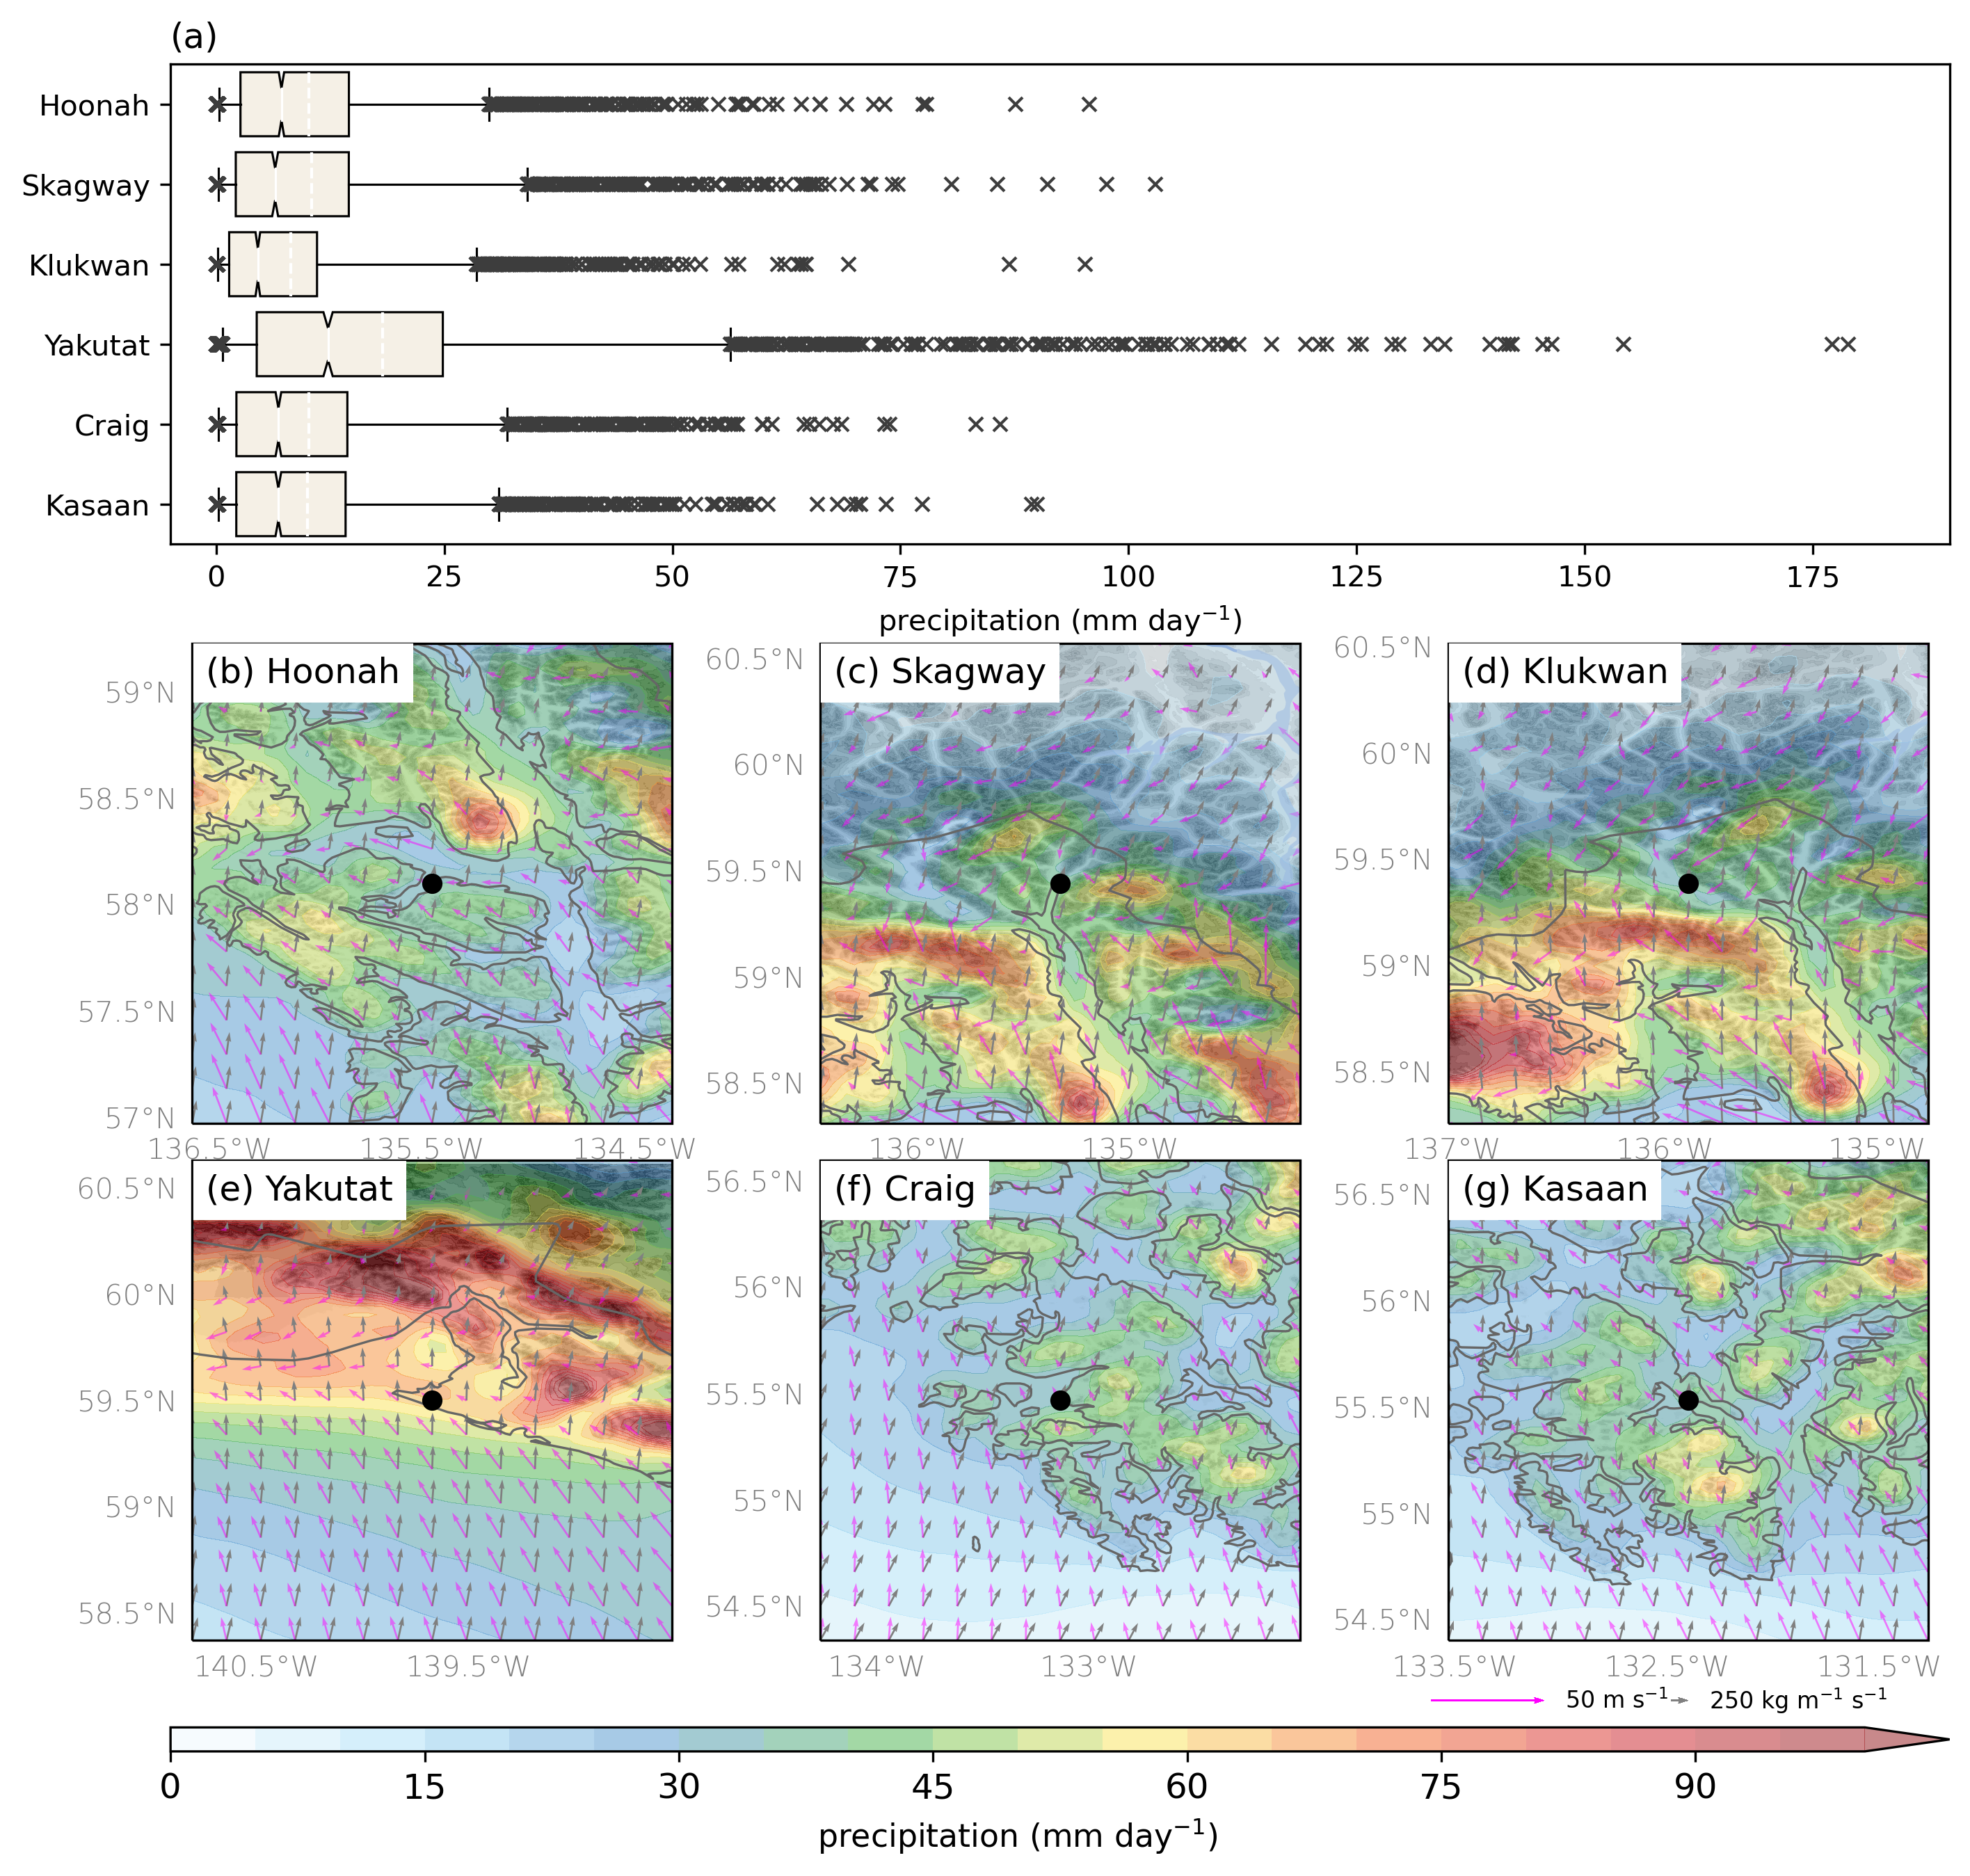 (a)
Hoonah
Skagway
Klukwan
Yakutat
Craig
Kasaan
0 25 50 75 100 125 150 175
precipitation (mm day⁻¹)
(b) Hoonah
59°N
58.5°N
58°N
57.5°N
57°N
136.5°W 135.5°W 134.5°W
(c) Skagway
60.5°N
60°N
59.5°N
59°N
58.5°N
136°W 135°W
(d) Klukwan
60.5°N
60°N
59.5°N
59°N
58.5°N
137°W 136°W 135°W
(e) Yakutat
60.5°N
60°N
59.5°N
59°N
58.5°N
140.5°W 139.5°W
(f) Craig
56.5°N
56°N
55.5°N
55°N
54.5°N
134°W 133°W
(g) Kasaan
56.5°N
56°N
55.5°N
55°N
54.5°N
133.5°W 132.5°W 131.5°W
50 m s⁻¹ 250 kg m⁻¹ s⁻¹
0 15 30 45 60 75 90
precipitation (mm day⁻¹)